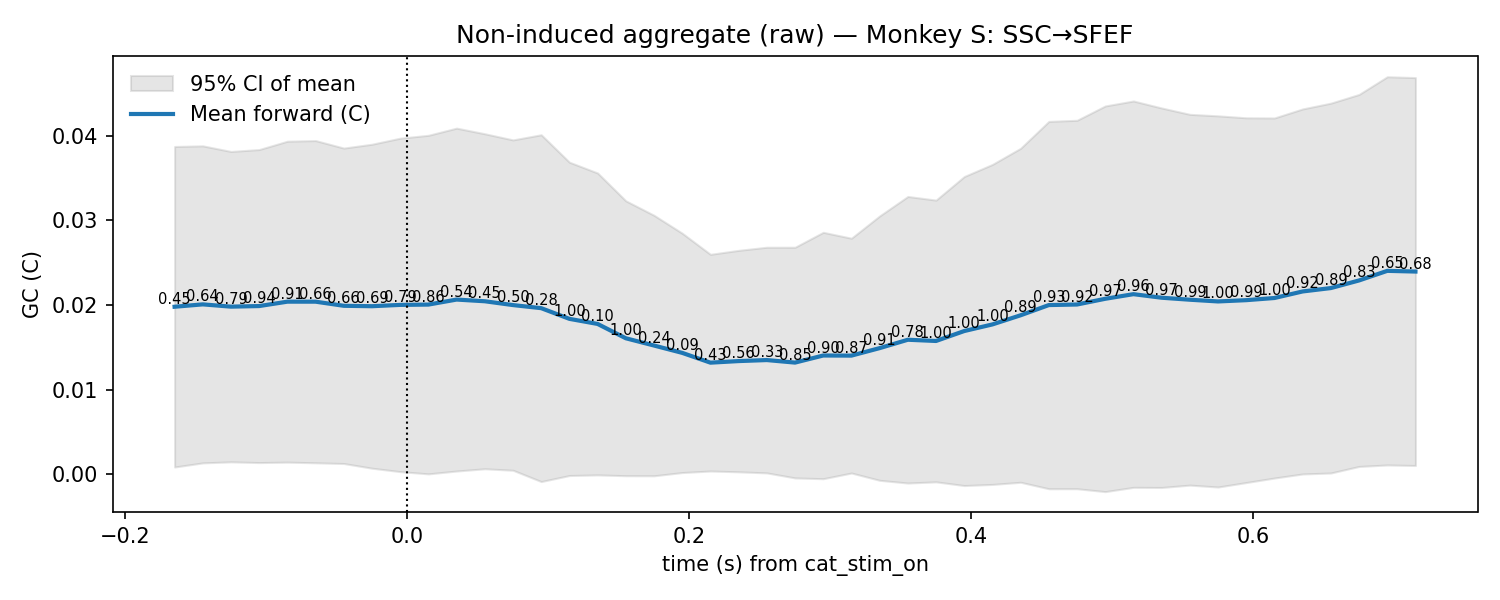 Non-induced aggregate (raw) — Monkey S: SSC→SFEF
95% CI of mean
Mean forward (C)
GC (C)
0.04
0.03
0.02
0.01
0.00
0.45 0.64 0.79 0.94 0.91 0.66 0.66 0.69 0.79 0.86 0.54 0.45 0.50 0.28 1.00 0.10 1.00 0.24 0.09 0.43 0.56 0.33 0.85 0.90 0.87 0.91 0.78 1.00 1.00 1.00 0.89 0.93 0.92 0.97 0.96 0.97 0.99 1.00 0.99 1.00 0.92 0.89 0.83 0.65 0.68
−0.2 0.0 0.2 0.4 0.6
time (s) from cat_stim_on